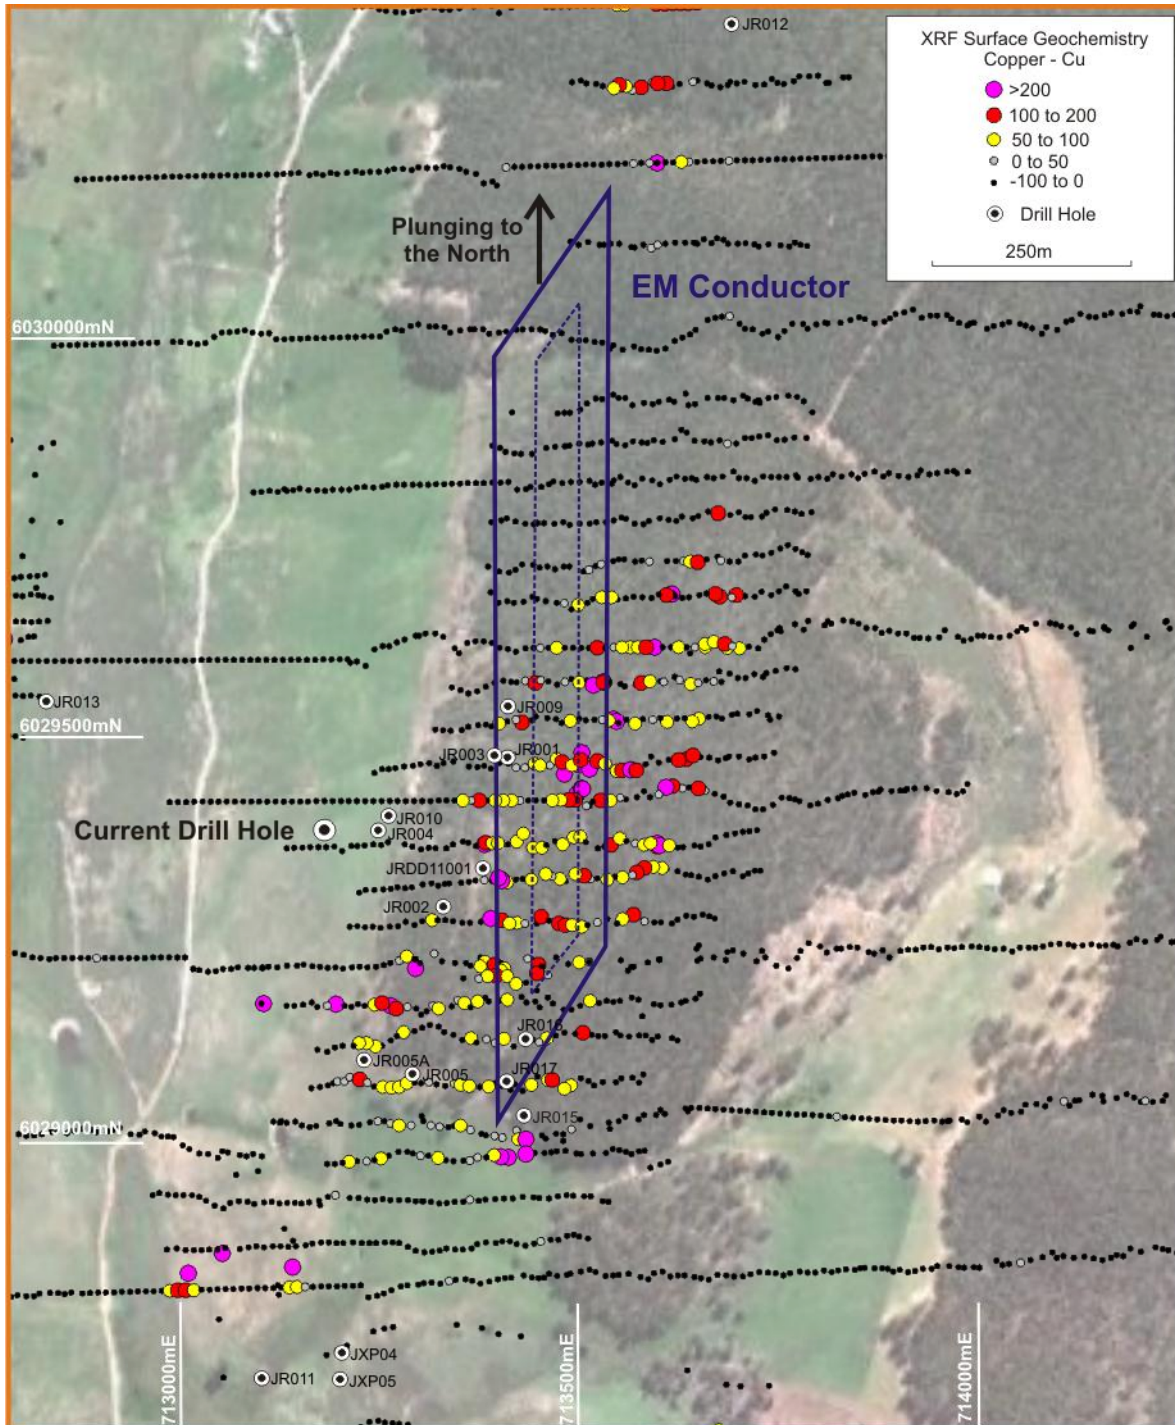 JR012
XRF Surface Geochemistry
Copper - Cu
>200
100 to 200
50 to 100
0 to 50
-100 to 0
Drill Hole
250m
Plunging to
the North
EM Conductor
6030000mN
JR013
JR009
6029500mN
JR003
JR001
JR010
Current Drill Hole
JR004
JRDD11001
JR002
JR016
JR005A
JR005
JR017
JR015
6029000mN
713000mE
713500mE
714000mE
JXP04
JR011
JXP05